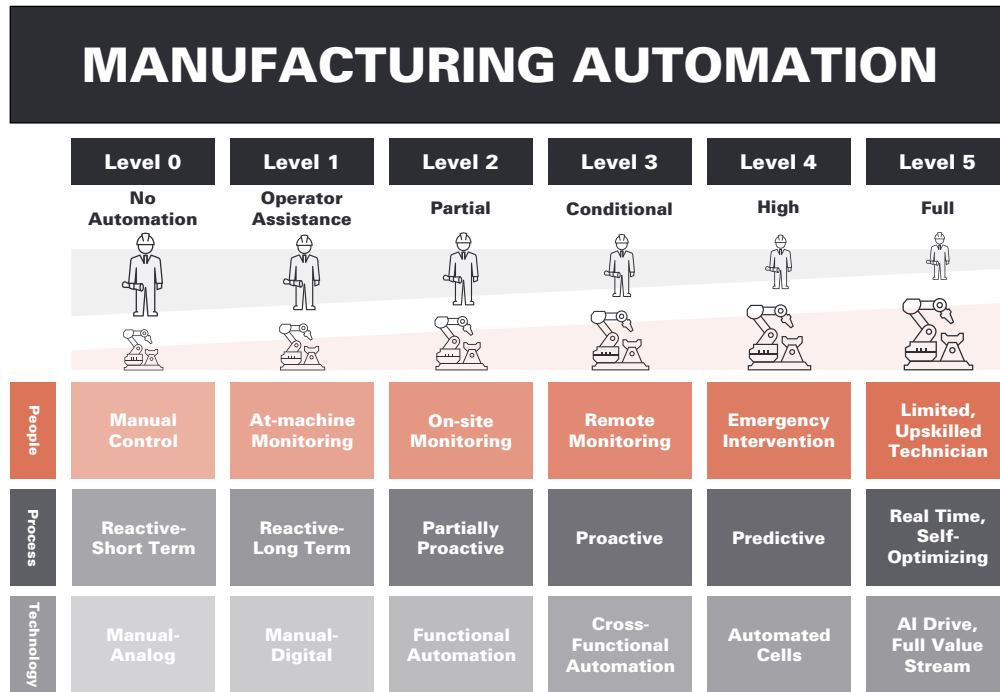 MANUFACTURING AUTOMATION
Level 0
Level 1
Level 2
Level 3
Level 4
Level 5
No
Automation
Operator
Assistance
Partial
Conditional
High
Full
People
Manual
Control
At-machine
Monitoring
On-site
Monitoring
Remote
Monitoring
Emergency
Intervention
Limited,
Upskilled
Technician
Process
Reactive-
Short Term
Reactive-
Long Term
Partially
Proactive
Proactive
Predictive
Real Time,
Self-
Optimizing
Technology
Manual-
Analog
Manual-
Digital
Functional
Automation
Cross-
Functional
Automation
Automated
Cells
AI Drive,
Full Value
Stream